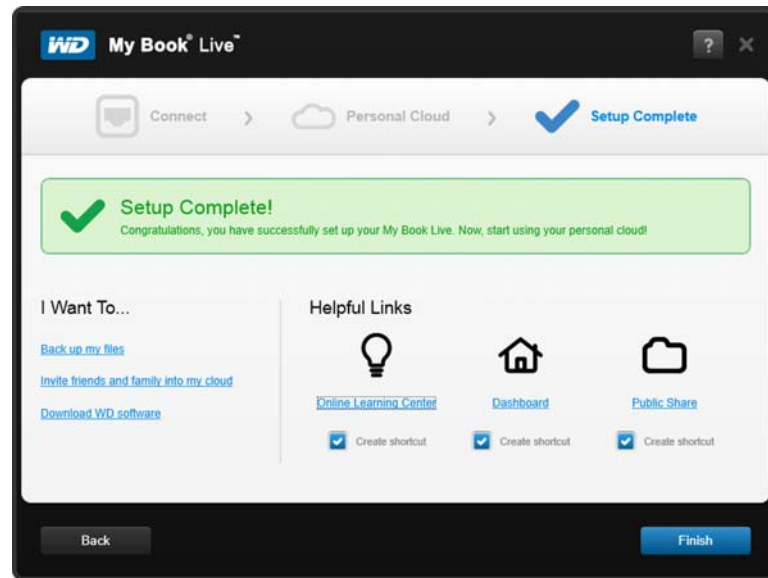 WD My Book® Live™ ?
Connect > Personal Cloud > Setup Complete
Setup Complete!
Congratulations, you have successfully set up your My Book Live. Now, start using your personal cloud!
I Want To...
Back up my files
Invite friends and family into my cloud
Download WD software
Helpful Links
Online Learning Center Dashboard Public Share
Create shortcut Create shortcut Create shortcut
Back Finish